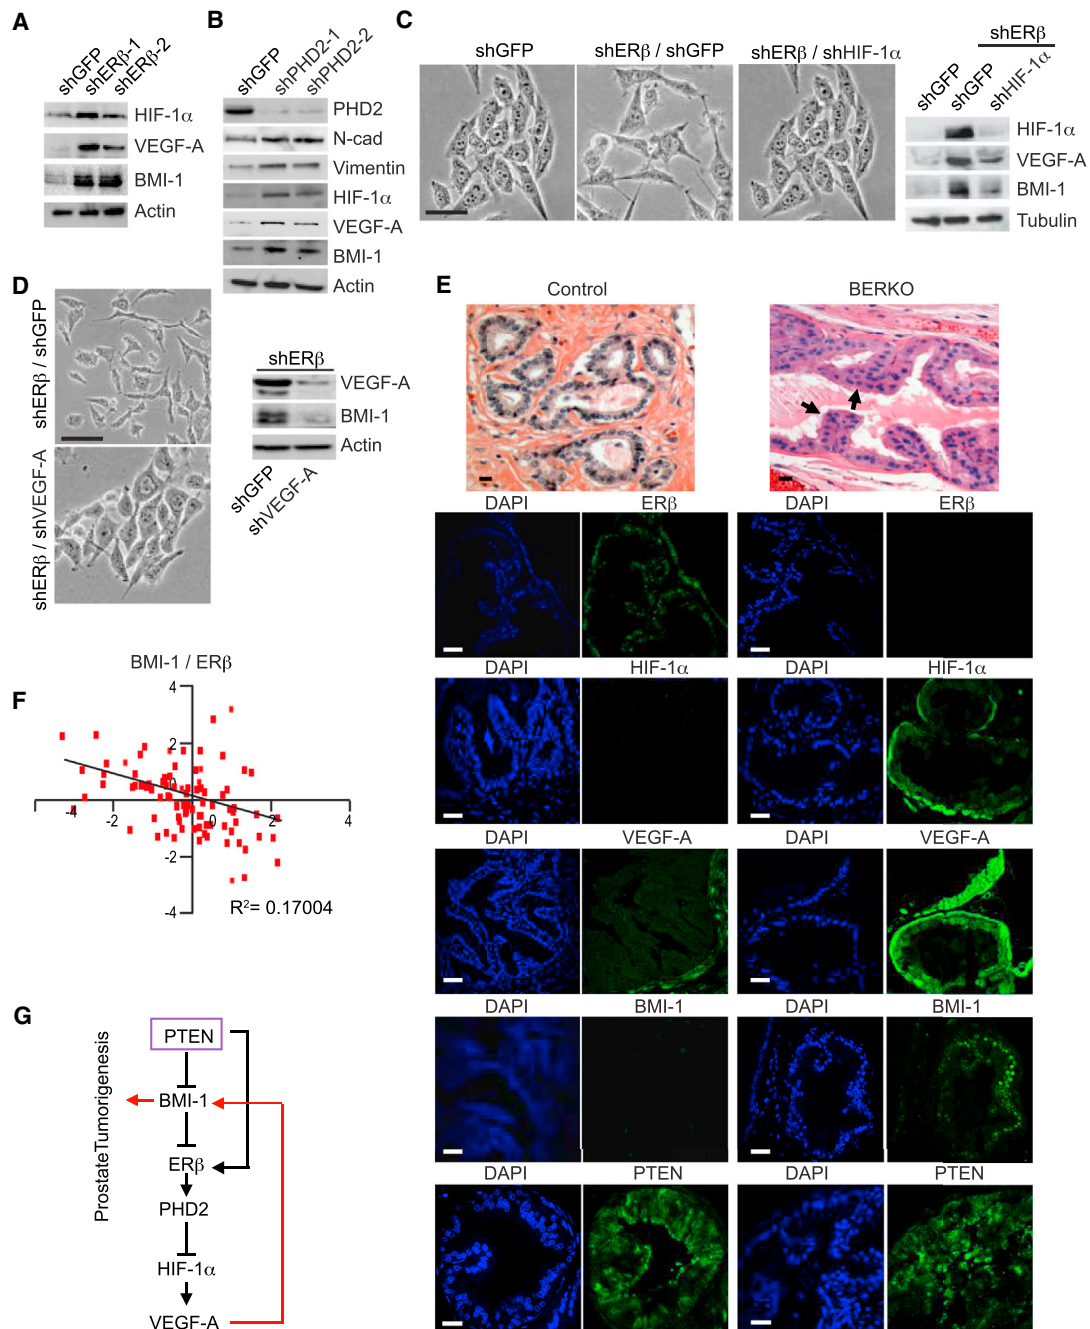 A
shGFP
shERβ-1
shERβ-2
HIF-1α
VEGF-A
BMI-1
Actin
B
shGFP
shPHD2-1
shPHD2-2
PHD2
N-cad
Vimentin
HIF-1α
VEGF-A
BMI-1
Actin
C
shGFP
shERβ / shGFP
shERβ / shHIF-1α
shERβ
shGFP
shGFP
shHIF-1α
HIF-1α
VEGF-A
BMI-1
Tubulin
D
shERβ / shGFP
shERβ / shVEGF-A
shERβ
VEGF-A
BMI-1
Actin
shGFP
shVEGF-A
E
Control
BERKO
DAPI
ERβ
DAPI
ERβ
DAPI
HIF-1α
DAPI
HIF-1α
DAPI
VEGF-A
DAPI
VEGF-A
DAPI
BMI-1
DAPI
BMI-1
DAPI
PTEN
DAPI
PTEN
F
BMI-1 / ERβ
4
2
0
-4
-2
0
2
4
-2
-4
R²= 0.17004
G
ProstateTumorigenesis
PTEN
BMI-1
ERβ
PHD2
HIF-1α
VEGF-A